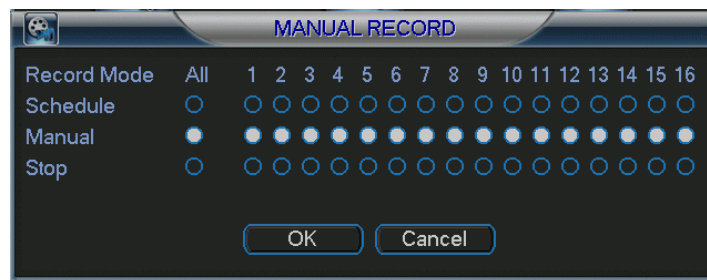 MANUAL RECORD
Record Mode All 1 2 3 4 5 6 7 8 9 10 11 12 13 14 15 16
Schedule
Manual
Stop
OK Cancel